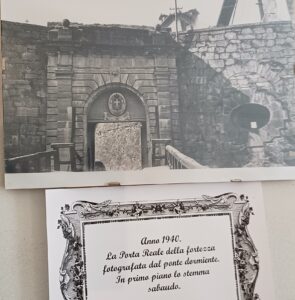 Anno 1940.
La Porta Reale della fortezza
fotografata dal ponte dormiente.
In primo piano lo stemma
sabaudo.